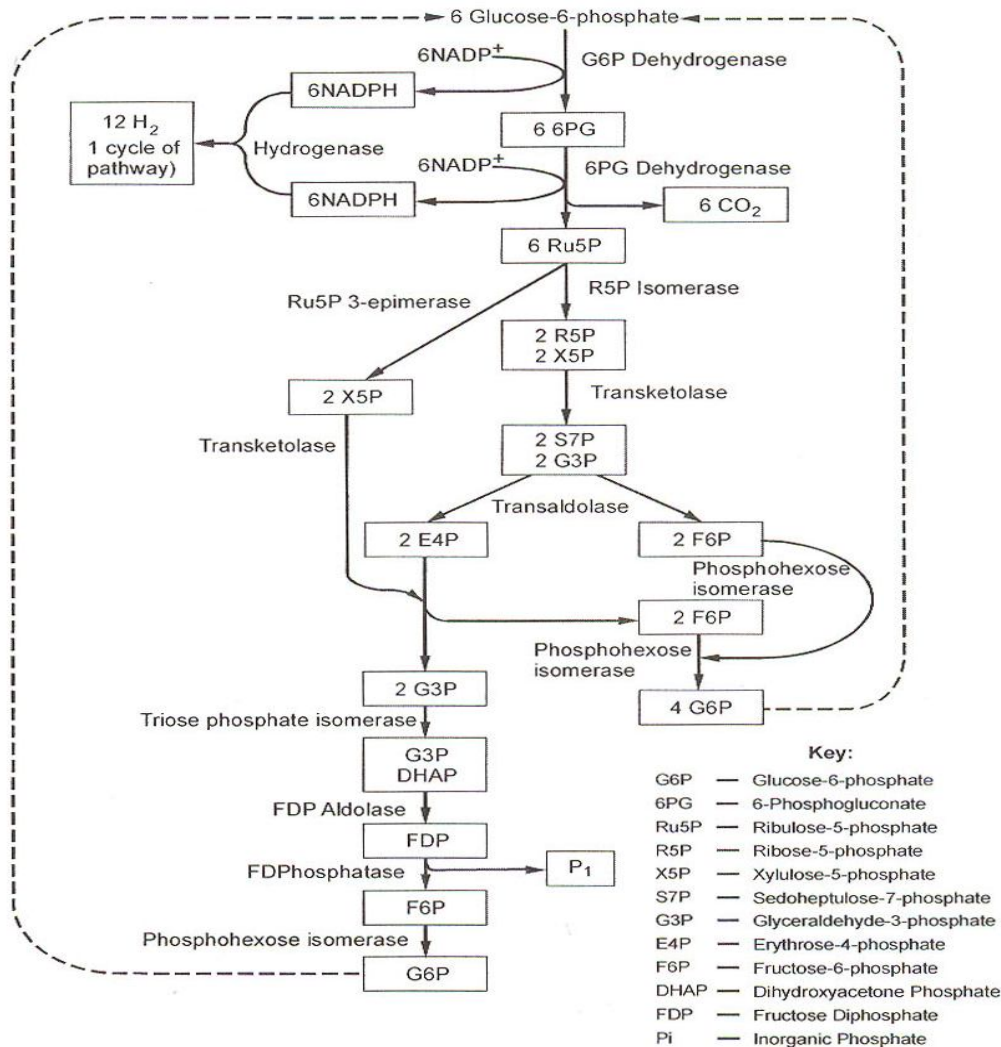 6 Glucose-6-phosphate
6NADP+
G6P Dehydrogenase
6NADPH
12 H2
1 cycle of
pathway)
Hydrogenase
6 6PG
6NADP+
6PG Dehydrogenase
6NADPH
6 CO2
6 Ru5P
Ru5P 3-epimerase
R5P Isomerase
2 R5P
2 X5P
2 X5P
Transketolase
Transketolase
2 S7P
2 G3P
Transaldolase
2 E4P
2 F6P
Phosphohexose
isomerase
2 F6P
Phosphohexose
isomerase
2 G3P
4 G6P
Triose phosphate isomerase
G3P
DHAP
FDP Aldolase
FDP
FDPhosphatase
P1
F6P
Phosphohexose isomerase
G6P
Key:
G6P — Glucose-6-phosphate
6PG — 6-Phosphogluconate
Ru5P — Ribulose-5-phosphate
R5P — Ribose-5-phosphate
X5P — Xylulose-5-phosphate
S7P — Sedoheptulose-7-phosphate
G3P — Glyceraldehyde-3-phosphate
E4P — Erythrose-4-phosphate
F6P — Fructose-6-phosphate
DHAP — Dihydroxyacetone Phosphate
FDP — Fructose Diphosphate
Pi — Inorganic Phosphate